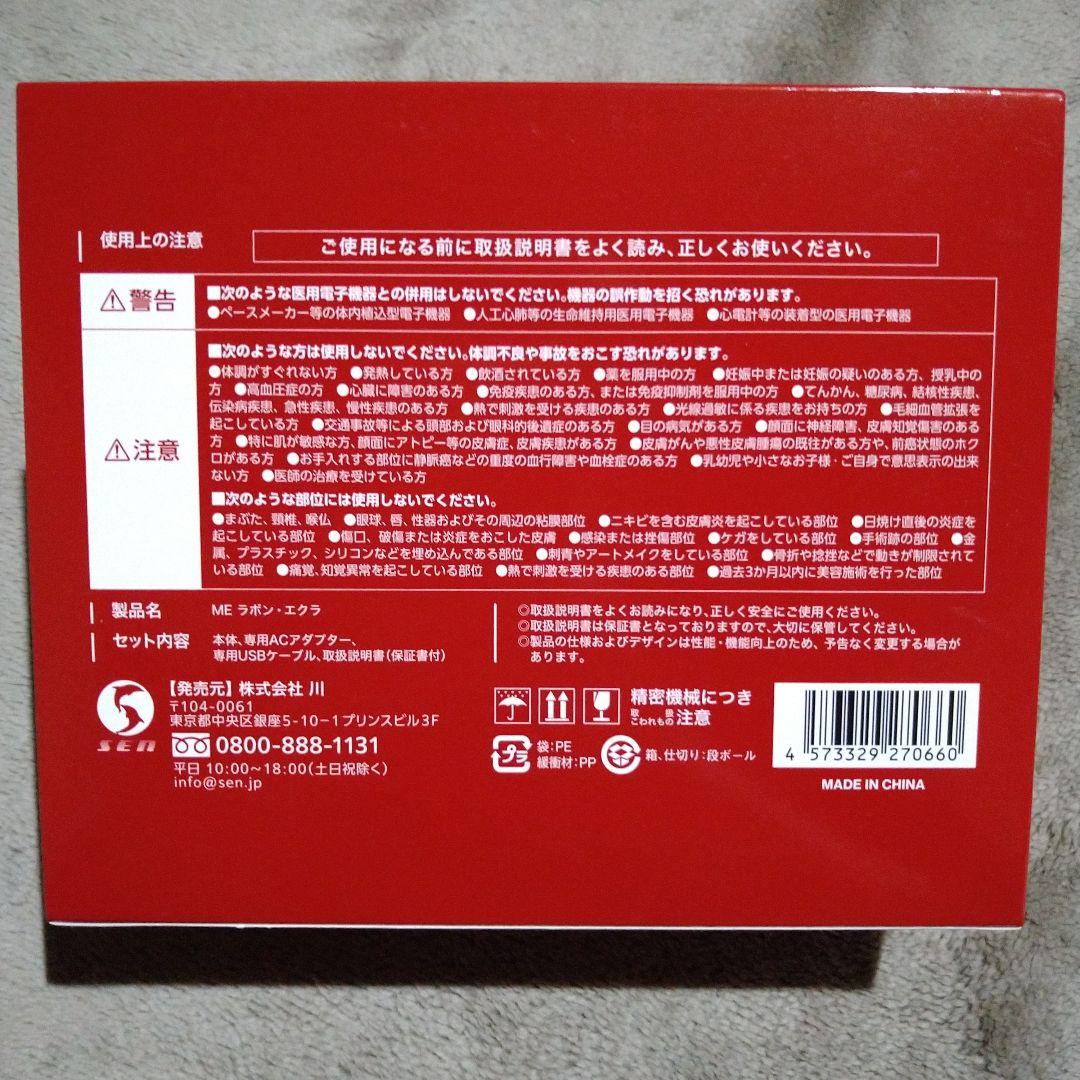 使用上の注意
ご使用になる前に取扱説明書をよく読み、正しくお使いください。
⚠警告
■次のような医用電子機器との併用はしないでください。機器の誤作動を招く恐れがあります。
●ペースメーカー等の体内植込型電子機器 ●人工心肺等の生命維持用医用電子機器 ●心電計等の装着型の医用電子機器
⚠注意
■次のような方は使用しないでください。体調不良や事故をおこす恐れがあります。
●体調がすぐれない方 ●発熱している方 ●飲酒されている方 ●薬を服用中の方 ●妊娠中または妊娠の疑いのある方、授乳中の
方 ●高血圧症の方 ●心臓に障害のある方 ●免疫疾患のある方、または免疫抑制剤を服用中の方 ●てんかん、糖尿病、結核性疾患、
伝染病疾患、急性疾患、慢性疾患のある方 ●熱で刺激を受ける疾患のある方 ●光線過敏に係る疾患をお持ちの方 ●毛細血管拡張を
起こしている方 ●交通事故等による頭部および眼科的後遺症のある方 ●目の病気がある方 ●顔面に神経障害、皮膚知覚傷害のある
方 ●特に肌が敏感な方、顔面にアトピー等の皮膚症、皮膚疾患がある方 ●皮膚がんや悪性皮膚腫瘍の既往がある方や、前癌状態のホク
ロがある方 ●お手入れする部位に静脈癌などの重度の血行障害や血栓症のある方 ●乳幼児や小さなお子様・ご自身で意思表示の出来
ない方 ●医師の治療を受けている方
■次のような部位には使用しないでください。
●まぶた、頸椎、喉仏 ●眼球、唇、性器およびその周辺の粘膜部位 ●ニキビを含む皮膚炎を起こしている部位 ●日焼け直後の炎症を
起こしている部位 ●傷口、破傷または炎症をおこした皮膚 ●感染または挫傷部位 ●ケガをしている部位 ●手術跡の部位 ●金
属、プラスチック、シリコンなどを埋め込んである部位 ●刺青やアートメイクをしている部位 ●骨折や捻挫などで動きが制限されて
いる部位 ●痛覚、知覚異常を起こしている部位 ●熱で刺激を受ける疾患のある部位 ●過去3か月以内に美容施術を行った部位
製品名 ME ラボン・エクラ
セット内容 本体、専用ACアダプター、
専用USBケーブル、取扱説明書(保証書付)
◎取扱説明書をよくお読みになり、正しく安全にご使用ください。
◎取扱説明書は保証書となっておりますので、大切に保管してください。
◎製品の仕様およびデザインは性能・機能向上のため、予告なく変更する場合が
あります。
SEN
【発売元】株式会社 川
〒104-0061
東京都中央区銀座5-10-1プリンスビル3F
0800-888-1131
平日 10:00〜18:00(土日祝除く)
info@sen.jp
精密機械につき
取扱
こわれもの 注意
プラ
袋:PE
緩衝材:PP
箱、仕切り:段ボール
4 573329 270660
MADE IN CHINA